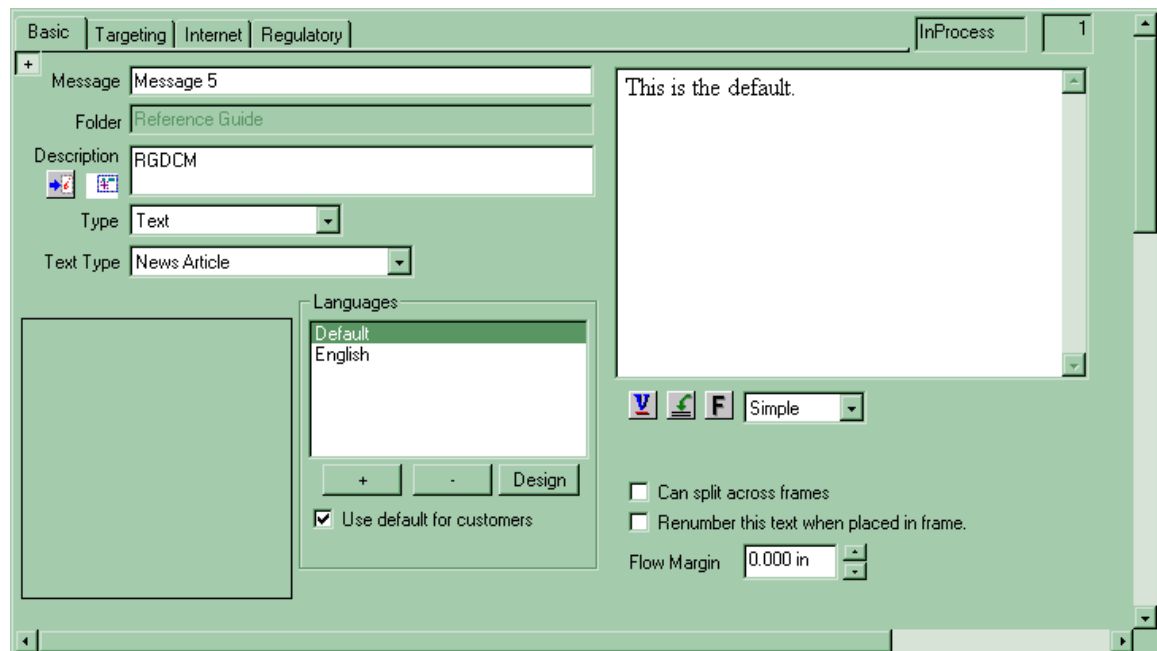 Basic Targeting Internet Regulatory InProcess 1
+
Message Message 5
This is the default.
Folder Reference Guide
Description RGDCM
Type Text
Text Type News Article
Languages
Default
English
V F Simple
+ - Design
Can split across frames
Use default for customers
Renumber this text when placed in frame.
Flow Margin 0.000 in